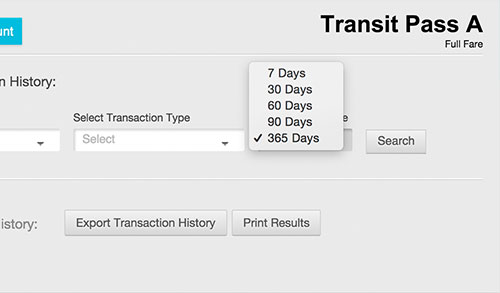 unt
Transit Pass A
Full Fare
n History:
7 Days
30 Days
60 Days
90 Days
✓ 365 Days
Select Transaction Type
e
Select
Search
istory:
Export Transaction History
Print Results